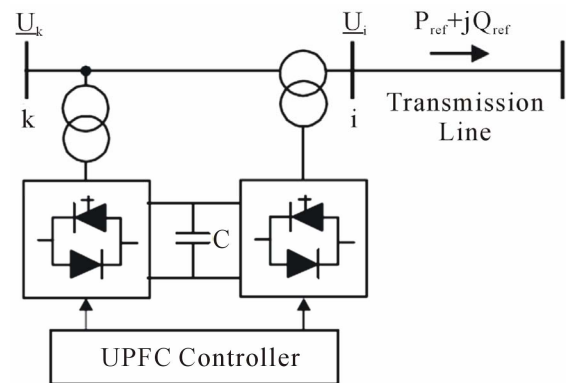 U_k
U_i
P_ref+jQ_ref
k
i
Transmission
Line
C
UPFC Controller